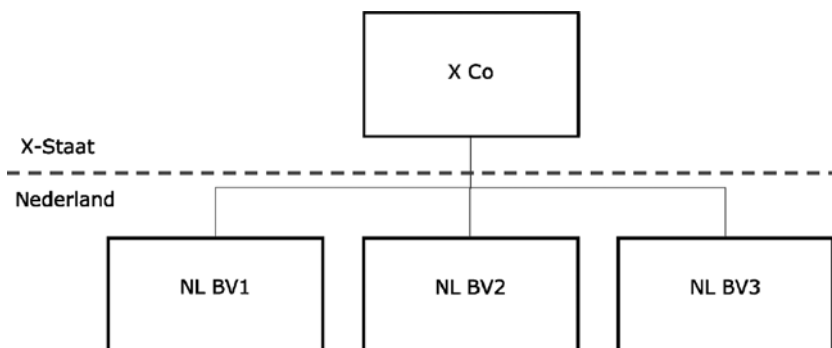 X Co
X-Staat
Nederland
NL BV1
NL BV2
NL BV3